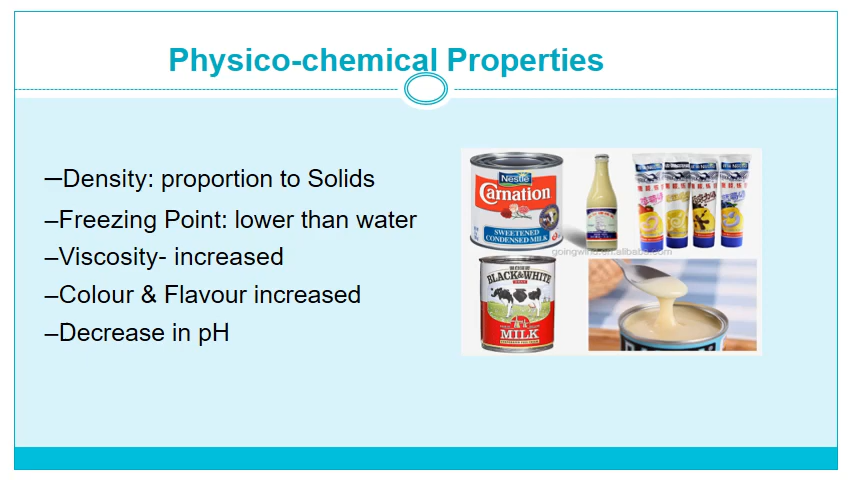 Physico-chemical Properties
–Density: proportion to Solids
–Freezing Point: lower than water
–Viscosity- increased
–Colour & Flavour increased
–Decrease in pH
Nestlé
Carnation
SWEETENED
CONDENSED MILK
BLACK&WHITE
MILK